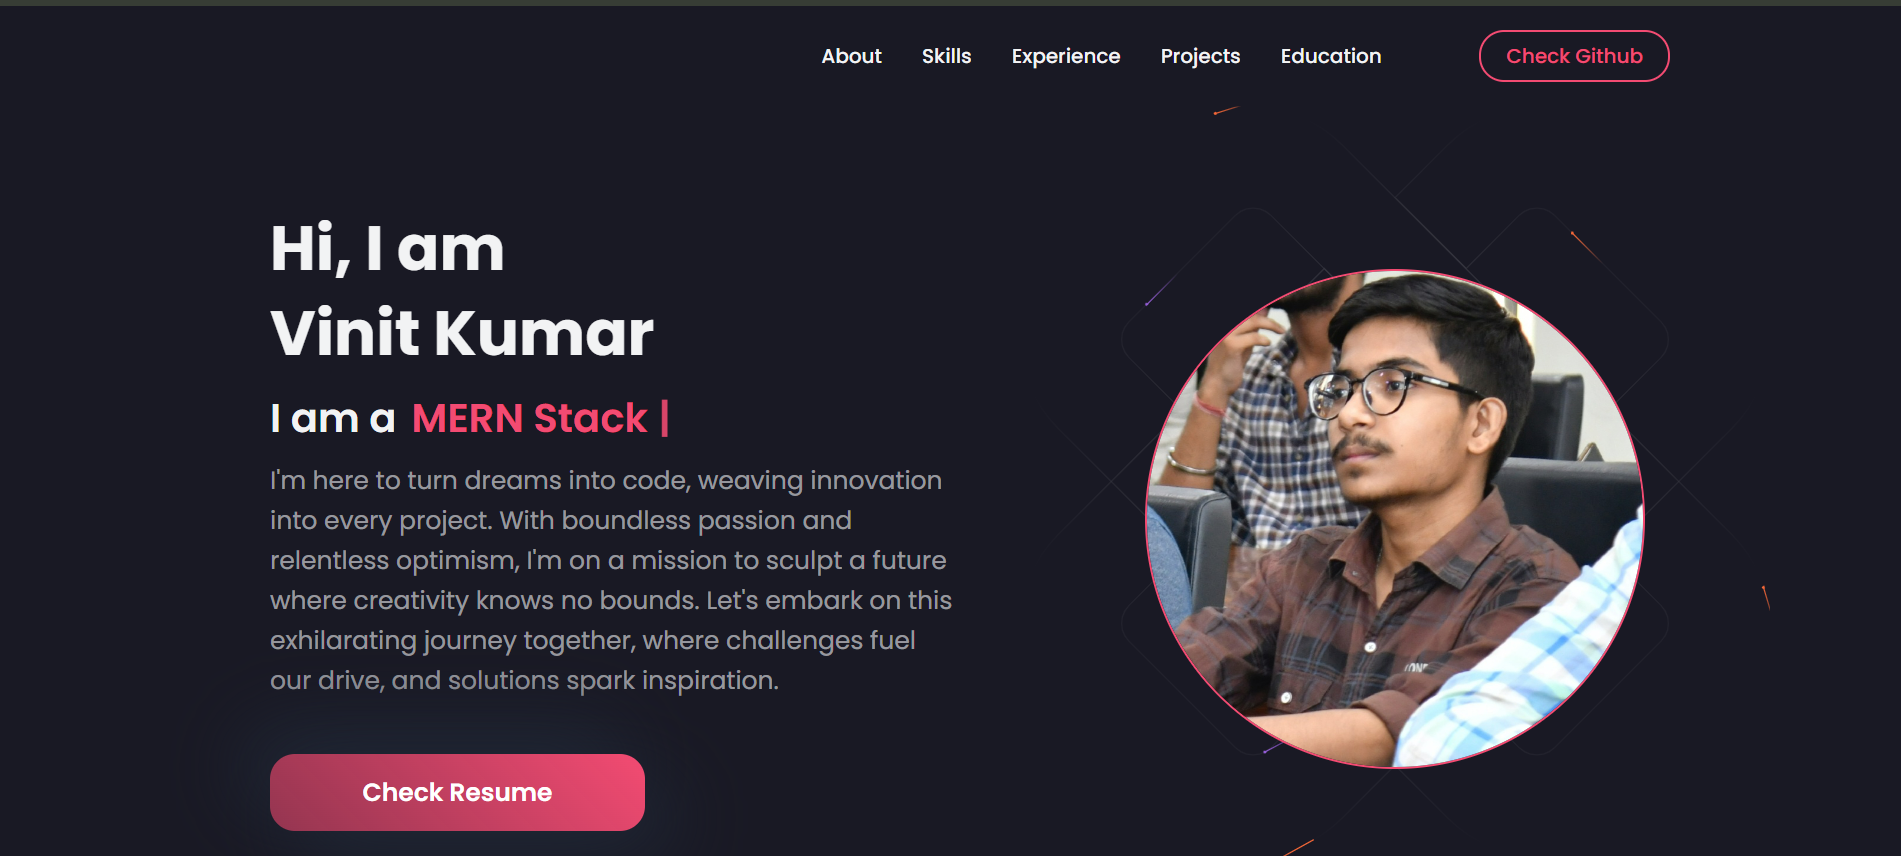 About Skills Experience Projects Education Check Github
Hi, I am
Vinit Kumar
I am a MERN Stack |
I'm here to turn dreams into code, weaving innovation
into every project. With boundless passion and
relentless optimism, I'm on a mission to sculpt a future
where creativity knows no bounds. Let's embark on this
exhilarating journey together, where challenges fuel
our drive, and solutions spark inspiration.
Check Resume